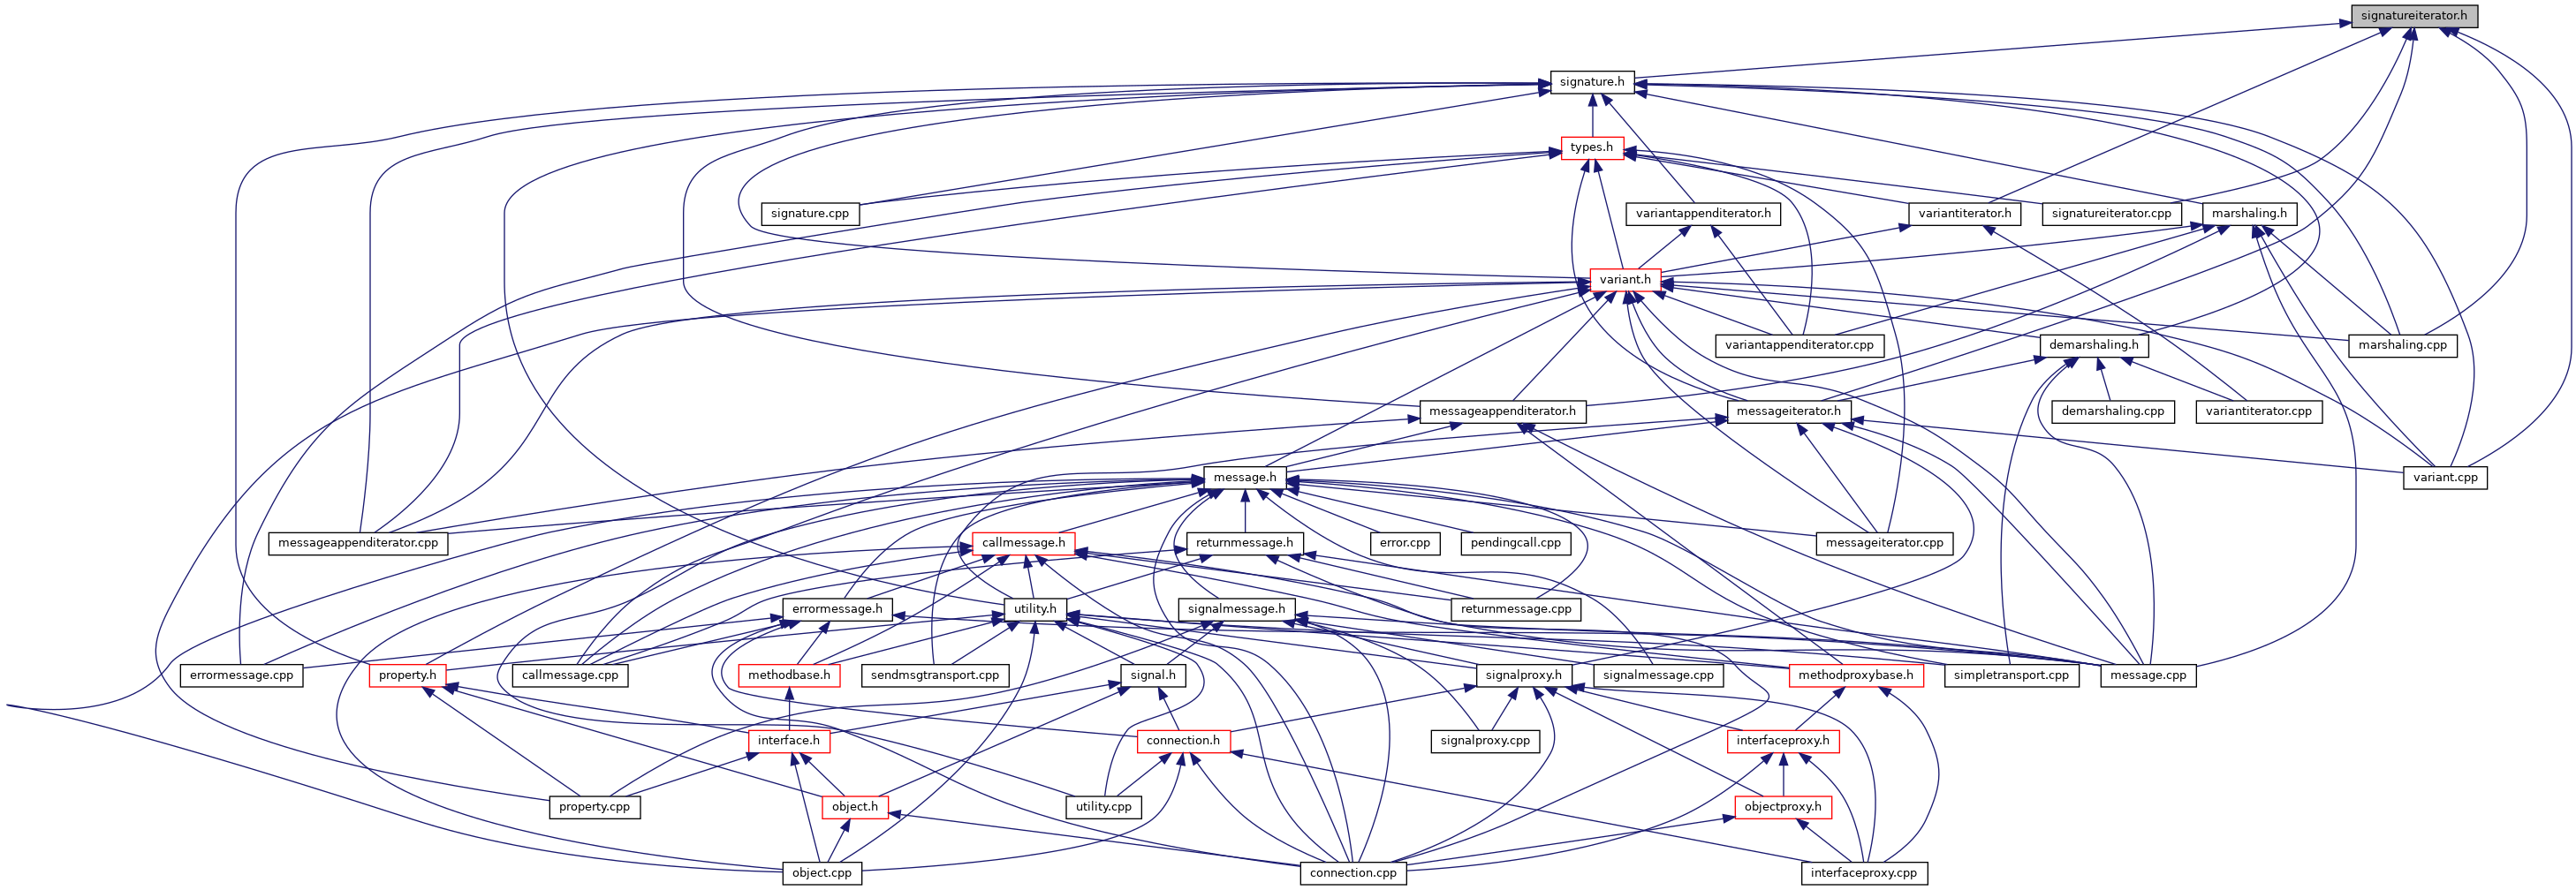 signatureiterator.h
signature.h
types.h
signature.cpp
variantappenditerator.h
variantiterator.h
signatureiterator.cpp
marshaling.h
variant.h
variantappenditerator.cpp
demarshaling.h
marshaling.cpp
messageappenditerator.h
messageiterator.h
demarshaling.cpp
variantiterator.cpp
message.h
variant.cpp
messageappenditerator.cpp
callmessage.h
returnmessage.h
error.cpp
pendingcall.cpp
messageiterator.cpp
errormessage.h
utility.h
signalmessage.h
returnmessage.cpp
errormessage.cpp
property.h
callmessage.cpp
methodbase.h
sendmsgtransport.cpp
signal.h
signalproxy.h
signalmessage.cpp
methodproxybase.h
simpletransport.cpp
message.cpp
interface.h
connection.h
signalproxy.cpp
interfaceproxy.h
property.cpp
object.h
utility.cpp
objectproxy.h
object.cpp
connection.cpp
interfaceproxy.cpp